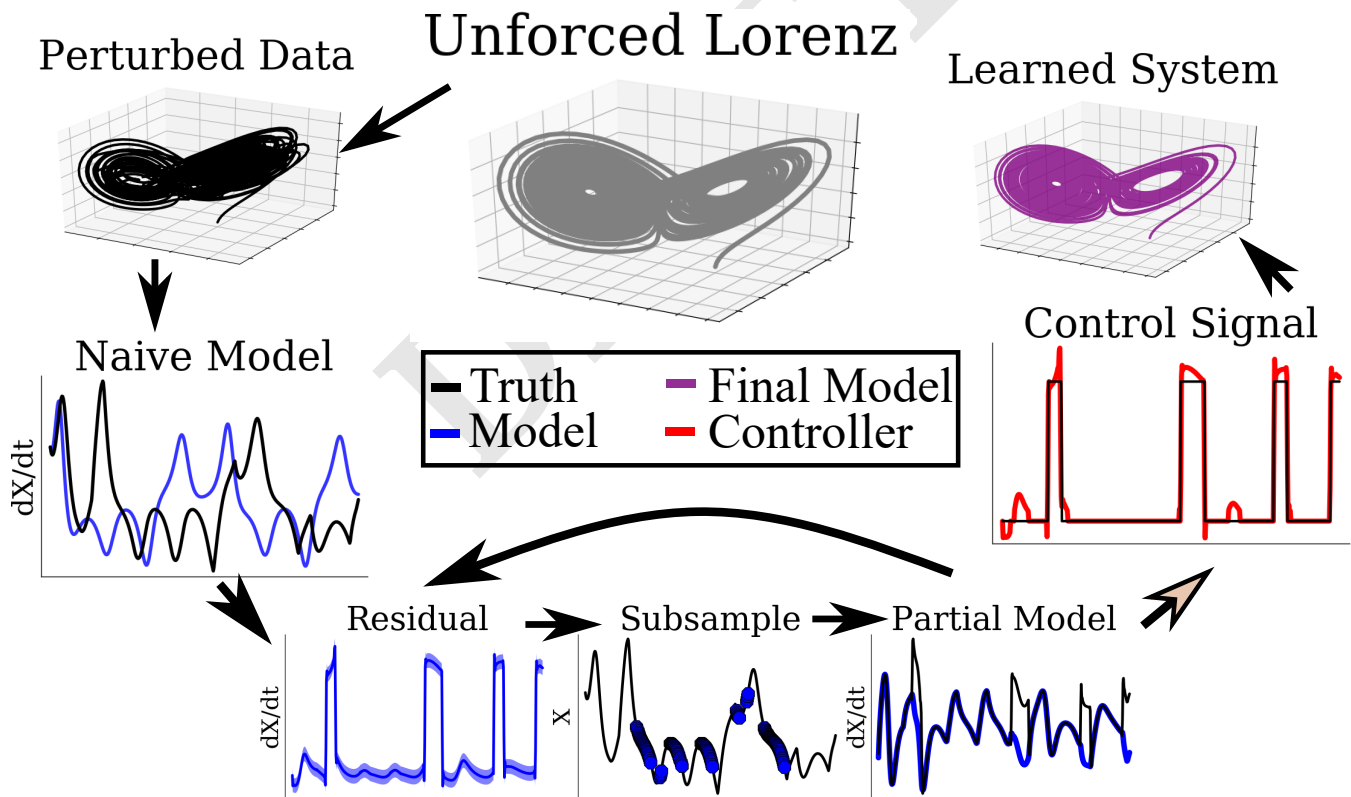 Unforced Lorenz
Perturbed Data
Learned System
Naive Model
dX/dt
Truth
Model
Final Model
Controller
Control Signal
Residual
dX/dt
Subsample
X
Partial Model
dX/dt